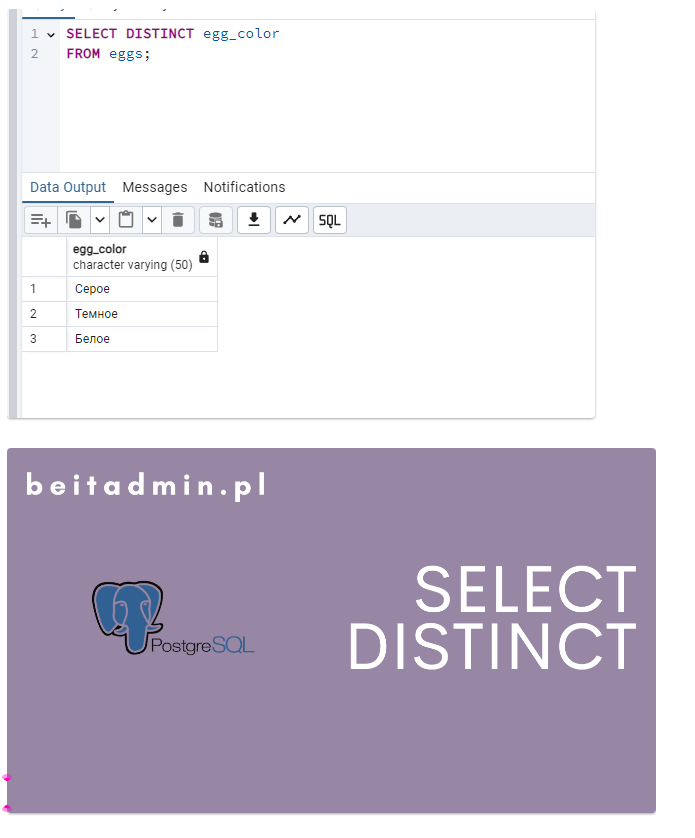 1 SELECT DISTINCT egg_color
2 FROM eggs;
Data Output Messages Notifications
SQL
egg_color
character varying (50)
1 Серое
2 Темное
3 Белое
beitadmin.pl
SELECT
DISTINCT
PostgreSQL